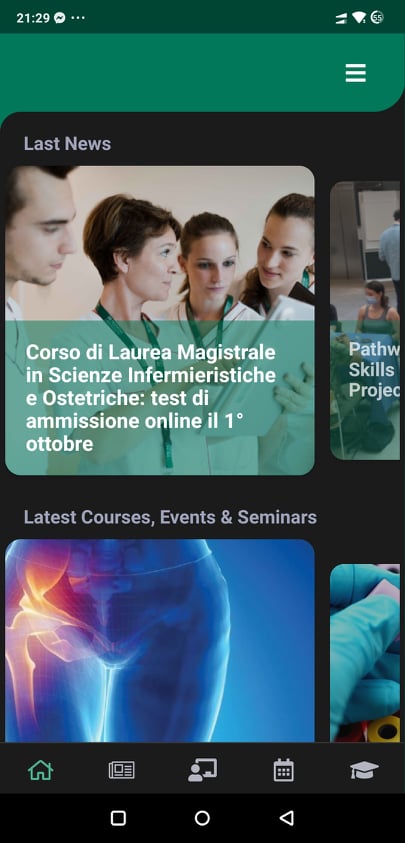 21:29
55
Last News
Corso di Laurea Magistrale
in Scienze Infermieristiche
e Ostetriche: test di
ammissione online il 1°
ottobre
Pathw
Skills
Projec
Latest Courses, Events & Seminars